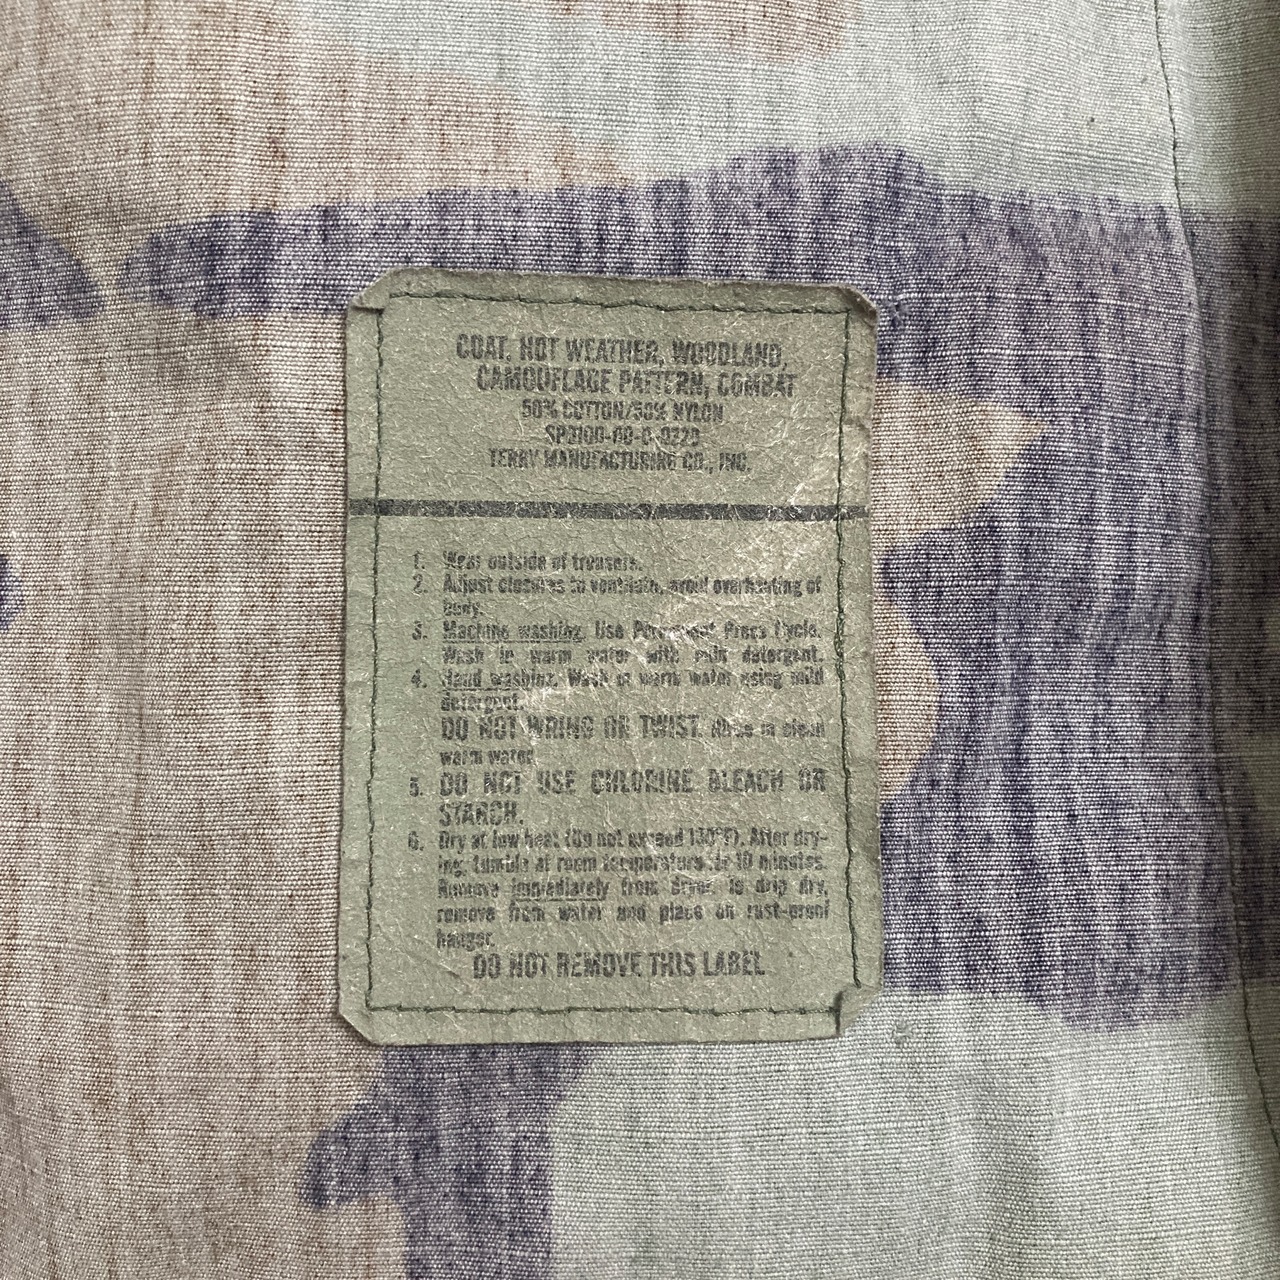 COAT, HOT WEATHER, WOODLAND,
CAMOUFLAGE PATTERN, COMBAT
50% COTTON/50% NYLON
TERRY MANUFACTURING CO., INC.
1. Wear outside of trousers.
2. Adjust closures to ventilate, avoid overheating of
body.
3. Machine washing. Use Permanent Press Cycle.
Wash in warm water with mild detergent.
4. Hand washing. Wash in warm water using mild
detergent.
DO NOT WRING OR TWIST. Rinse in clean
warm water.
5. DO NOT USE CHLORINE BLEACH OR
STARCH.
6. Dry at low heat (Do not exceed 130°F). After dry-
ing, tumble at room temperature for 10 minutes.
Remove immediately from dryer. To drip dry,
remove from water and place on rust-proof
hanger.
DO NOT REMOVE THIS LABEL